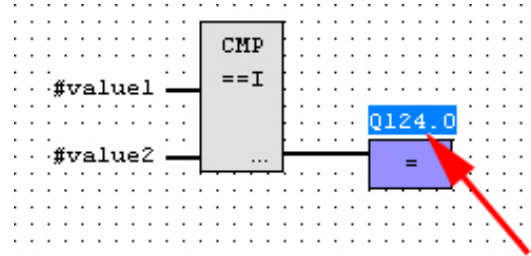 CMP
==I
#value1
Q124.0
#value2
...
=